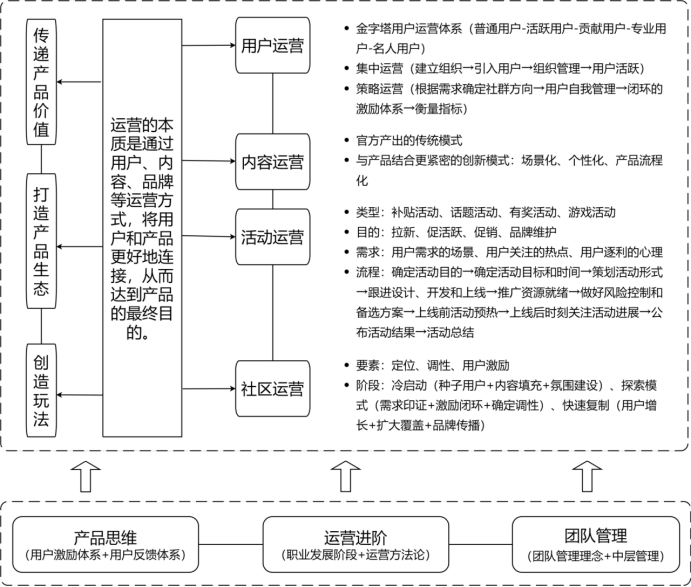 传递产品价值
打造产品生态
创造玩法
运营的本
质是通过
用户、内
容、品牌
等运营方
式，将用
户和产品
更好地连
接，从而
达到产品
的最终目
的。
用户运营
• 金字塔用户运营体系（普通用户-活跃用户-贡献用户-专业用
户-名人用户）
• 集中运营（建立组织→引入用户→组织管理→用户活跃）
• 策略运营（根据需求确定社群方向→用户自我管理→闭环的
激励体系→衡量指标）
内容运营
• 官方产出的传统模式
• 与产品结合更紧密的创新模式：场景化、个性化、产品流程
化
活动运营
• 类型：补贴活动、话题活动、有奖活动、游戏活动
• 目的：拉新、促活跃、促销、品牌维护
• 需求：用户需求的场景、用户关注的热点、用户逐利的心理
• 流程：确定活动目的→确定活动目标和时间→策划活动形式
→跟进设计、开发和上线→推广资源就绪→做好风险控制和
备选方案→上线前活动预热→上线后时刻关注活动进展→公
布活动结果→活动总结
社区运营
• 要素：定位、调性、用户激励
• 阶段：冷启动（种子用户+内容填充+氛围建设）、探索模
式（需求印证+激励闭环+确定调性）、快速复制（用户增
长+扩大覆盖+品牌传播）
产品思维
（用户激励体系+用户反馈体系）
运营进阶
（职业发展阶段+运营方法论）
团队管理
（团队管理理念+中层管理）